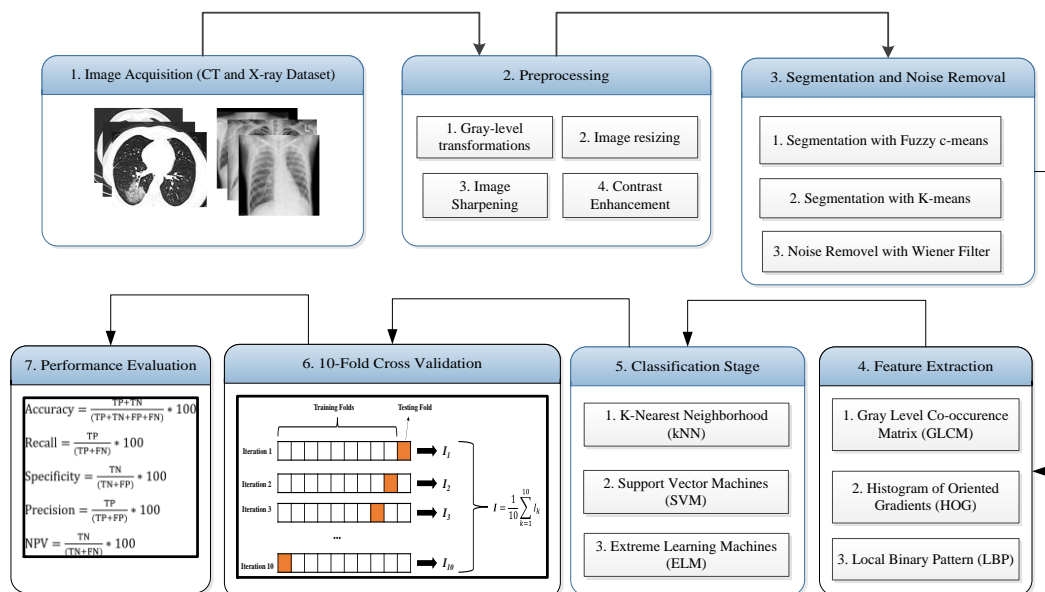 1. Image Acquisition (CT and X-ray Dataset)
2. Preprocessing
1. Gray-level
transformations
2. Image resizing
3. Image
Sharpening
4. Contrast
Enhancement
3. Segmentation and Noise Removal
1. Segmentation with Fuzzy c-means
2. Segmentation with K-means
3. Noise Removel with Wiener Filter
4. Feature Extraction
1. Gray Level Co-occurence
Matrix (GLCM)
2. Histogram of Oriented
Gradients (HOG)
3. Local Binary Pattern (LBP)
5. Classification Stage
1. K-Nearest Neighborhood
(kNN)
2. Support Vector Machines
(SVM)
3. Extreme Learning Machines
(ELM)
6. 10-Fold Cross Validation
Training Folds Testing Fold
Iteration 1 I₁
Iteration 2 I₂
Iteration 3 I₃
...
Iteration 10 I₁₀
I = 1/10 ∑_{k=1}^{10} I_k
7. Performance Evaluation
Accuracy = TP+TN/(TP+TN+FP+FN) * 100
Recall = TP/(TP+FN) * 100
Specificity = TN/(TN+FP) * 100
Precision = TP/(TP+FP) * 100
NPV = TN/(TN+FN) * 100